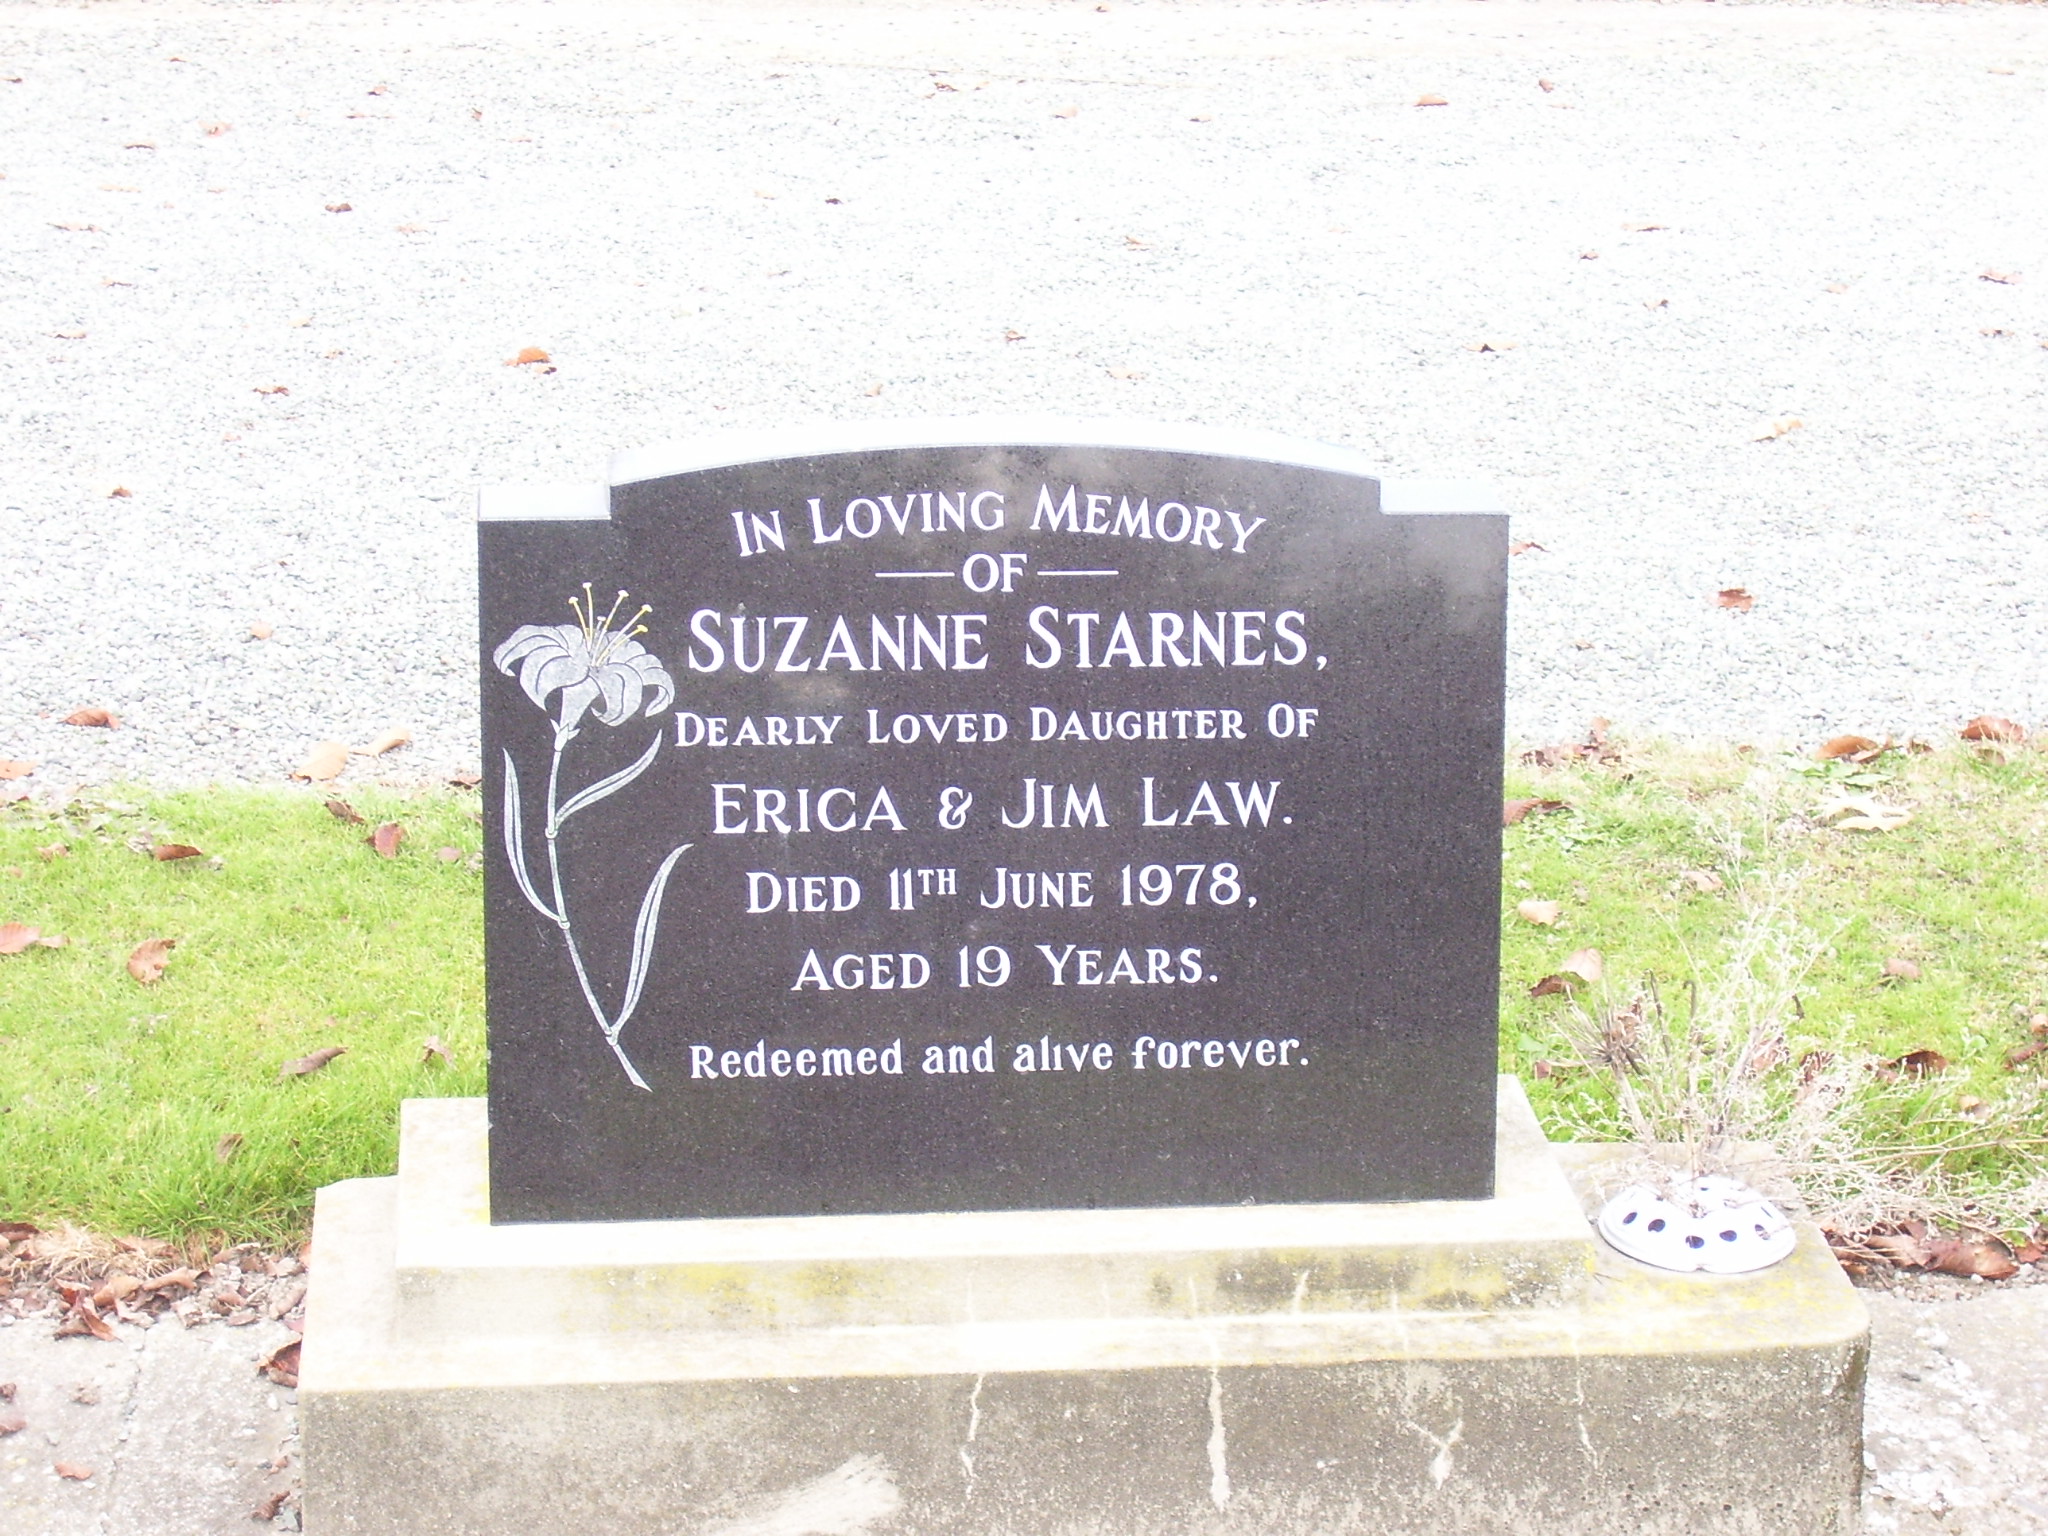 IN LOVING MEMORY
OF
SUZANNE STARNES,
DEARLY LOVED DAUGHTER OF
ERICA & JIM LAW.
DIED 11TH JUNE 1978,
AGED 19 YEARS.
Redeemed and alive forever.